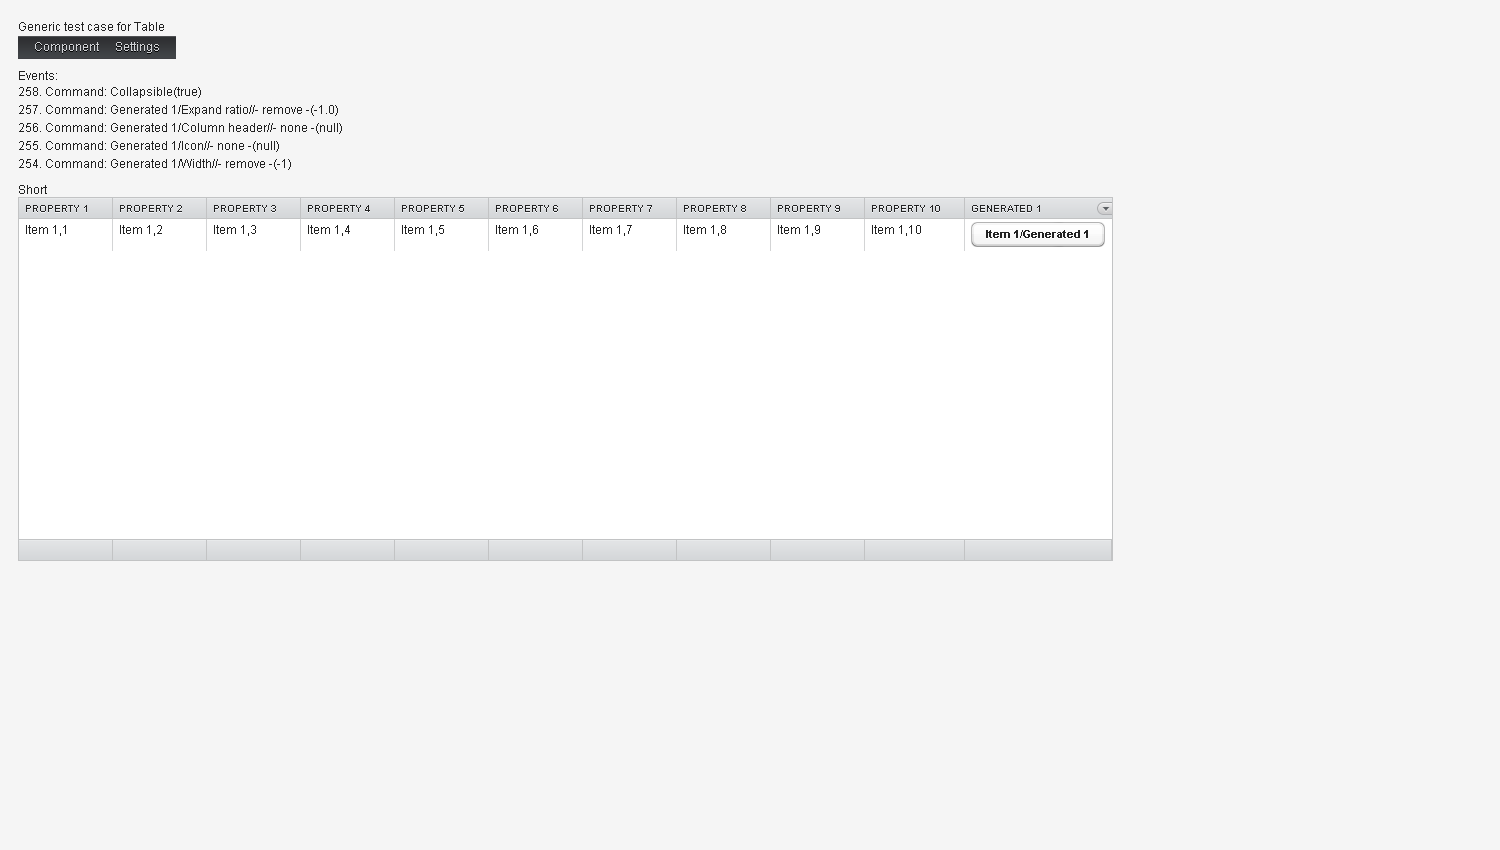 Generic test case for Table
Component Settings
Events:
258. Command: Collapsible(true)
257. Command: Generated 1/Expand ratio//- remove -(-1.0)
256. Command: Generated 1/Column header//- none -(null)
255. Command: Generated 1/Icon//- none -(null)
254. Command: Generated 1/Width//- remove -(-1)
Short
PROPERTY 1 PROPERTY 2 PROPERTY 3 PROPERTY 4 PROPERTY 5 PROPERTY 6 PROPERTY 7 PROPERTY 8 PROPERTY 9 PROPERTY 10 GENERATED 1
Item 1,1 Item 1,2 Item 1,3 Item 1,4 Item 1,5 Item 1,6 Item 1,7 Item 1,8 Item 1,9 Item 1,10 Item 1/Generated 1